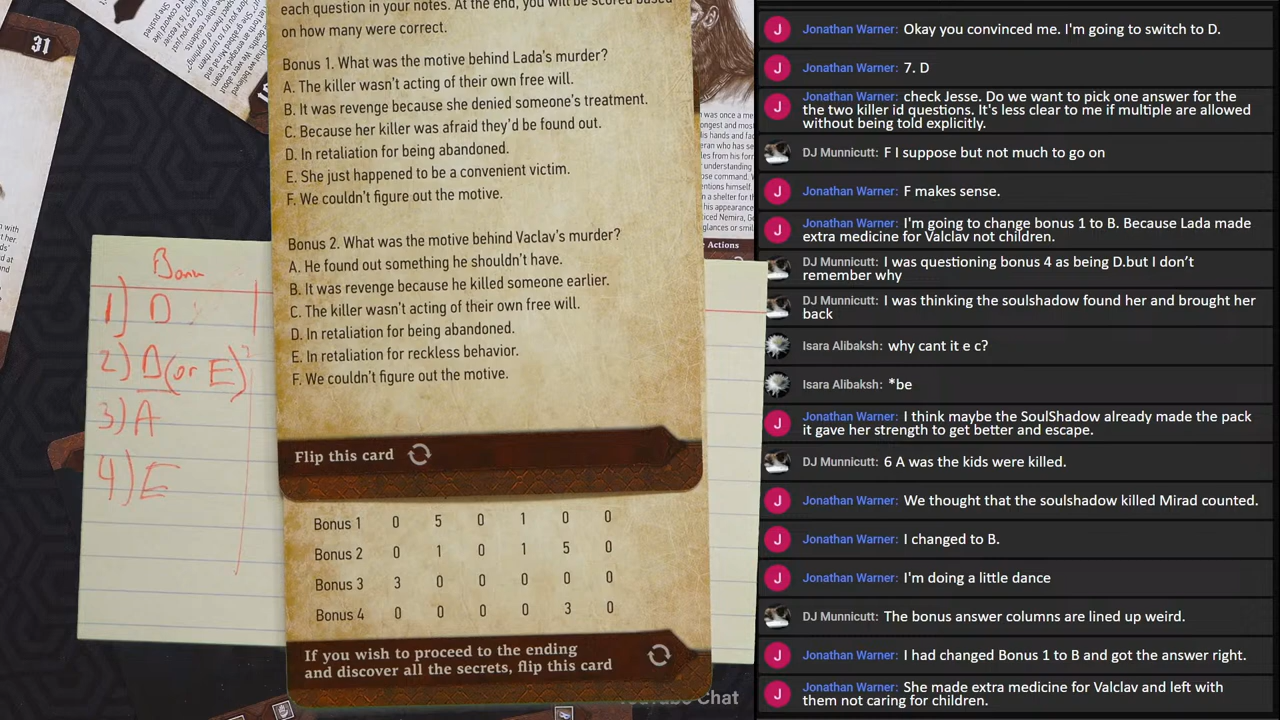 31
each question in your notes. At the end, you will be scored based
on how many were correct.
Bonus 1. What was the motive behind Lada's murder?
A. The killer wasn't acting of their own free will.
B. It was revenge because she denied someone's treatment.
C. Because her killer was afraid they'd be found out.
D. In retaliation for being abandoned.
E. She just happened to be a convenient victim.
F. We couldn't figure out the motive.
Bonus 2. What was the motive behind Vaclav's murder?
A. He found out something he shouldn't have.
B. It was revenge because he killed someone earlier.
C. The killer wasn't acting of their own free will.
D. In retaliation for being abandoned.
E. In retaliation for reckless behavior.
F. We couldn't figure out the motive.
Flip this card
Bonus 1 0 5 0 1 0 0
Bonus 2 0 1 0 1 5 0
Bonus 3 3 0 0 0 0 0
Bonus 4 0 0 0 0 3 0
If you wish to proceed to the ending
and discover all the secrets, flip this card
Bonus
1) D
2) D (or E)
3) A
4) E
Actions
Chat
Jonathan Warner: Okay you convinced me. I'm going to switch to D.
Jonathan Warner: 7. D
Jonathan Warner: check Jesse. Do we want to pick one answer for the
the two killer id questions. It's less clear to me if multiple are allowed
without being told explicitly.
DJ Municutt: F I suppose but not much to go on
Jonathan Warner: F makes sense.
Jonathan Warner: I'm going to change bonus 1 to B. Because Lada made
extra medicine for Valclav not children.
DJ Municutt: I was questioning bonus 4 as being D.but I don't
remember why
DJ Municutt: I was thinking the soulshadow found her and brought her
back
Isara Alibaksh: why cant it e c?
Isara Alibaksh: *be
Jonathan Warner: I think maybe the SoulShadow already made the pack
it gave her strength to get better and escape.
DJ Municutt: 6 A was the kids were killed.
Jonathan Warner: We thought that the soulshadow killed Mirad counted.
Jonathan Warner: I changed to B.
Jonathan Warner: I'm doing a little dance
DJ Municutt: The bonus answer columns are lined up weird.
Jonathan Warner: I had changed Bonus 1 to B and got the answer right.
Jonathan Warner: She made extra medicine for Valclav and left with
them not caring for children.